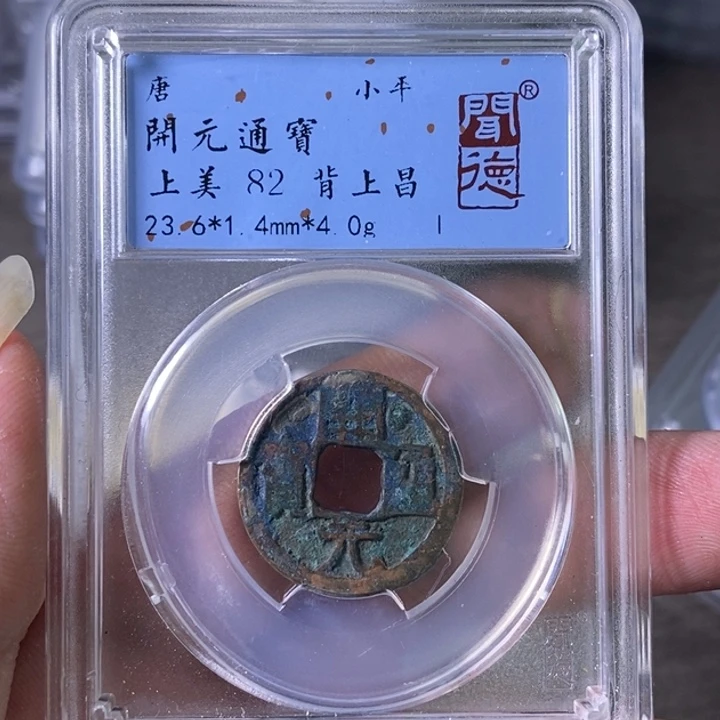 唐 小平
開元通寶
上美 82 背上昌
23.6*1.4mm*4.0g
聞德®
開元通寶